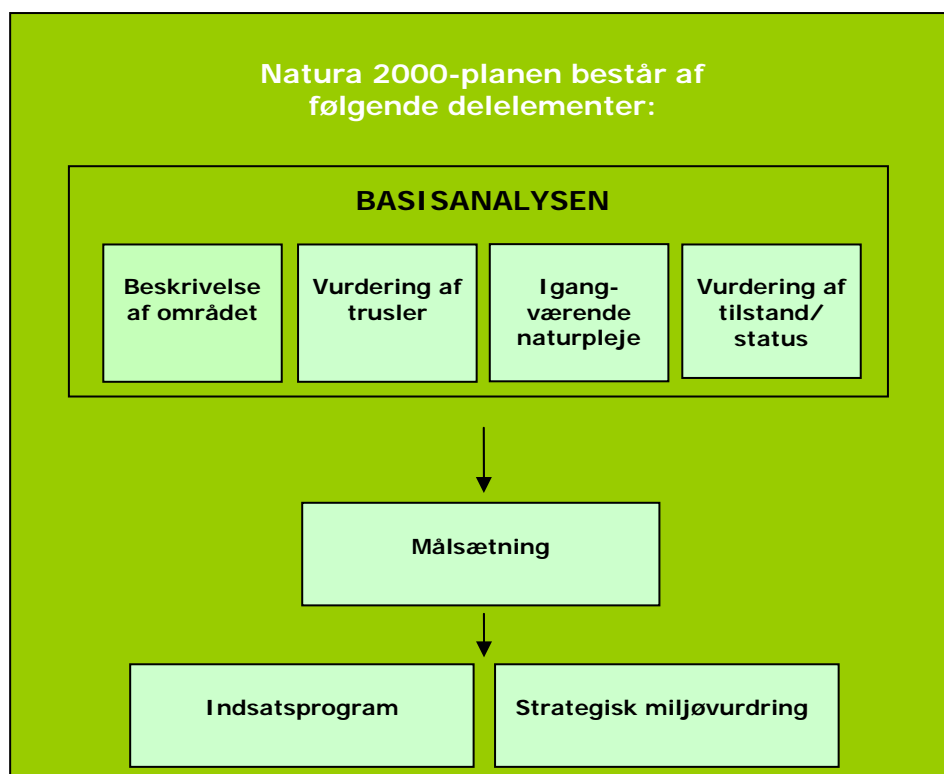 Natura 2000-planen består af
følgende delelementer:
BASISANALYSEN
Beskrivelse
af området
Vurdering af
trusler
Igang-
værende
naturpleje
Vurdering af
tilstand/
status
Målsætning
Indsatsprogram
Strategisk miljøvurdring